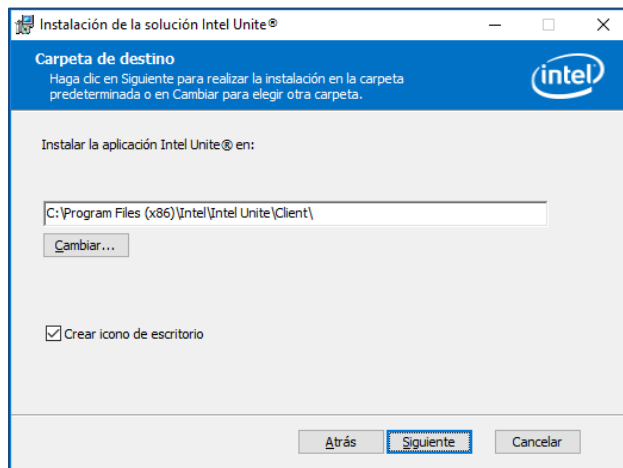 Instalación de la solución Intel Unite®
Carpeta de destino
Haga clic en Siguiente para realizar la instalación en la carpeta
predeterminada o en Cambiar para elegir otra carpeta.
intel
Instalar la aplicación Intel Unite® en:
C:\Program Files (x86)\Intel\Intel Unite\Client\
Cambiar...
Crear icono de escritorio
Atrás Siguiente Cancelar